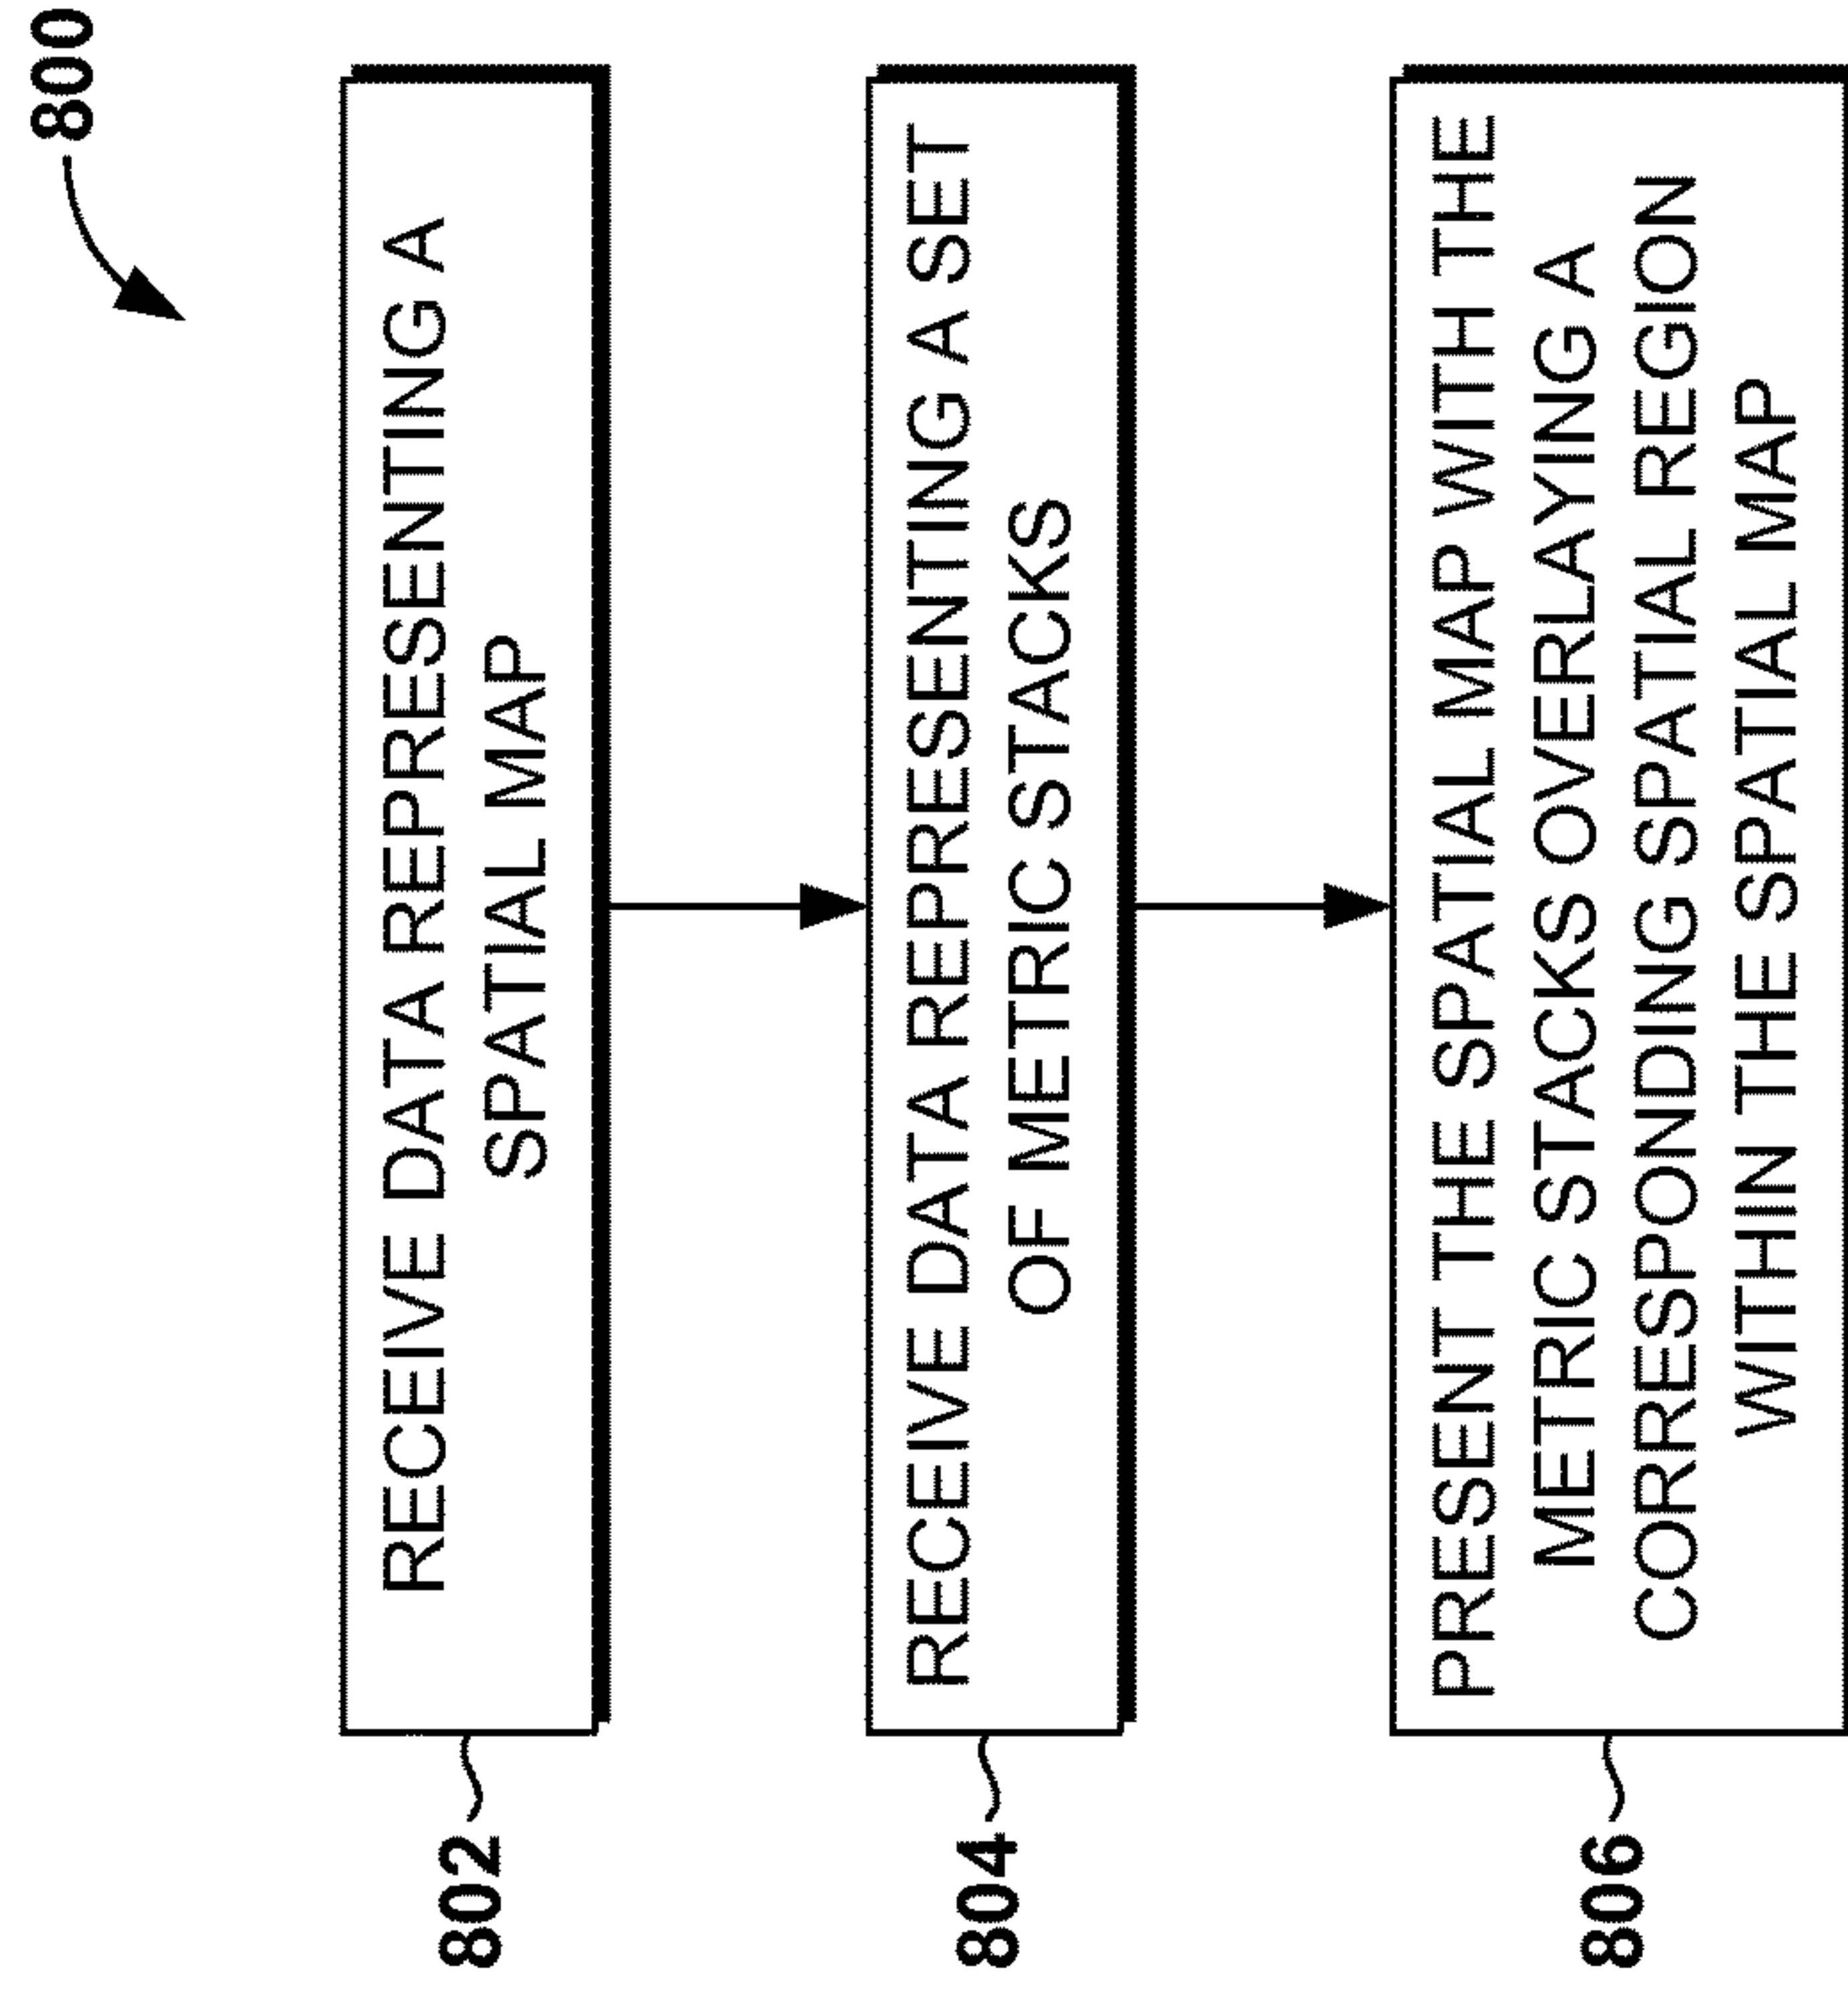 800
802
RECEIVE DATA REPRESENTING A
SPATIAL MAP
804
RECEIVE DATA REPRESENTING A SET
OF METRIC STACKS
806
PRESENT THE SPATIAL MAP WITH THE
METRIC STACKS OVERLAYING A
CORRESPONDING SPATIAL REGION
WITHIN THE SPATIAL MAP